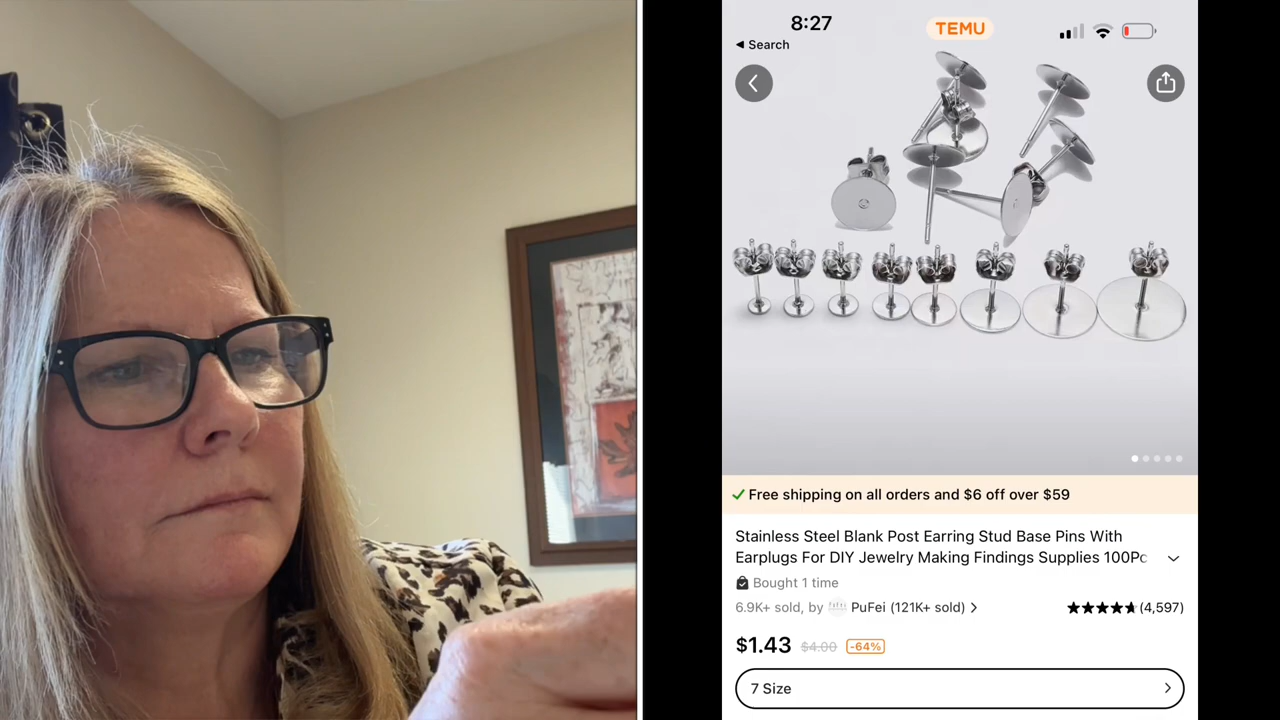 8:27
TEMU
◀ Search
Free shipping on all orders and $6 off over $59
Stainless Steel Blank Post Earring Stud Base Pins With
Earplugs For DIY Jewelry Making Findings Supplies 100Pc
Bought 1 time
6.9K+ sold, by PuFei (121K+ sold) >
(4,597)
$1.43 $4.00 -64%
7 Size